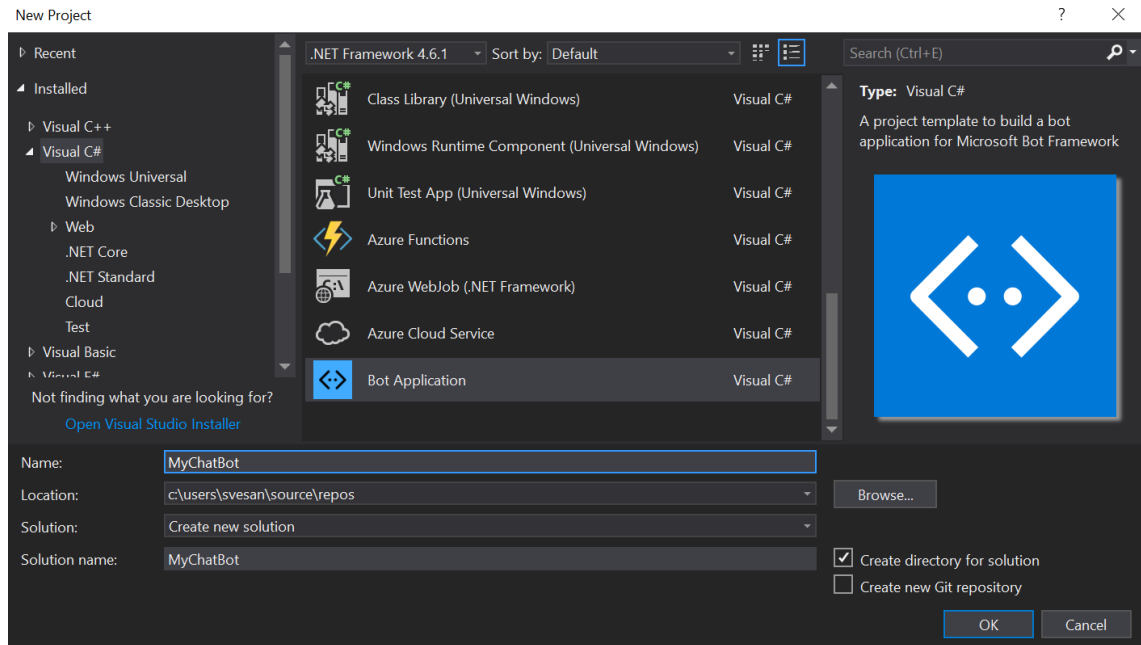 New Project
?
Recent
Installed
Visual C++
Visual C#
Windows Universal
Windows Classic Desktop
Web
.NET Core
.NET Standard
Cloud
Test
Visual Basic
Visual F#
Not finding what you are looking for?
Open Visual Studio Installer
.NET Framework 4.6.1 Sort by: Default
Class Library (Universal Windows) Visual C#
Windows Runtime Component (Universal Windows) Visual C#
Unit Test App (Universal Windows) Visual C#
Azure Functions Visual C#
Azure WebJob (.NET Framework) Visual C#
Azure Cloud Service Visual C#
Bot Application Visual C#
Search (Ctrl+E)
Type: Visual C#
A project template to build a bot
application for Microsoft Bot Framework
Name: MyChatBot
Location: c:\users\svesan\source\repos Browse...
Solution: Create new solution
Solution name: MyChatBot
Create directory for solution
Create new Git repository
OK Cancel